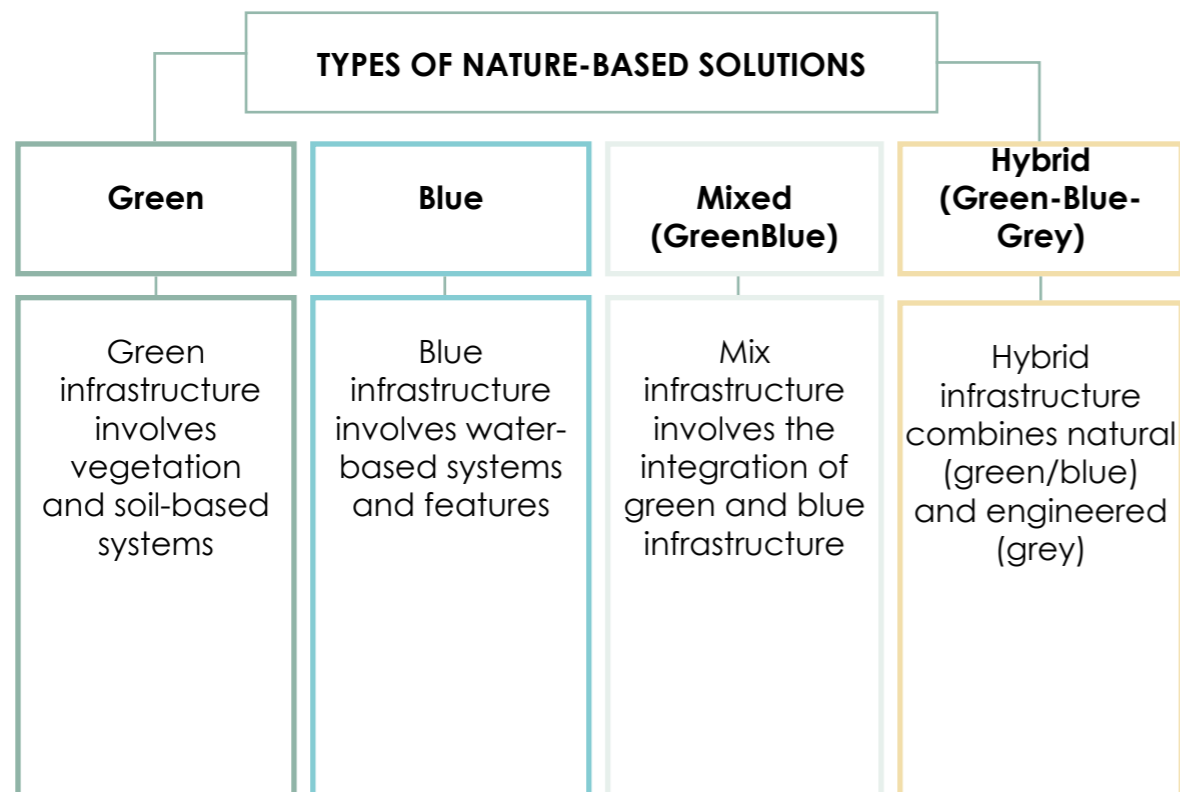 TYPES OF NATURE-BASED SOLUTIONS
Green
Blue
Mixed
(GreenBlue)
Hybrid
(Green-Blue-
Grey)
Green
infrastructure
involves
vegetation
and soil-based
systems
Blue
infrastructure
involves water-
based systems
and features
Mix
infrastructure
involves the
integration of
green and blue
infrastructure
Hybrid
infrastructure
combines natural
(green/blue)
and engineered
(grey)